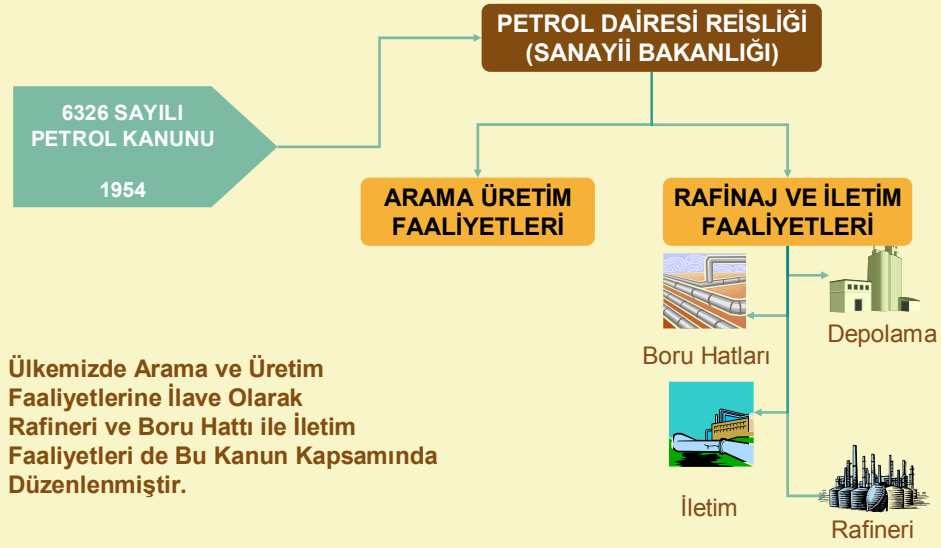 PETROL DAİRESİ REİSLİĞİ
(SANAYİİ BAKANLIĞI)
6326 SAYILI
PETROL KANUNU
1954
ARAMA ÜRETİM
FAALİYETLERİ
RAFİNAJ VE İLETİM
FAALİYETLERİ
Depolama
Boru Hatları
Ülkemizde Arama ve Üretim
Faaliyetlerine İlave Olarak
Rafineri ve Boru Hattı ile İletim
Faaliyetleri de Bu Kanun Kapsamında
Düzenlenmiştir.
İletim
Rafineri